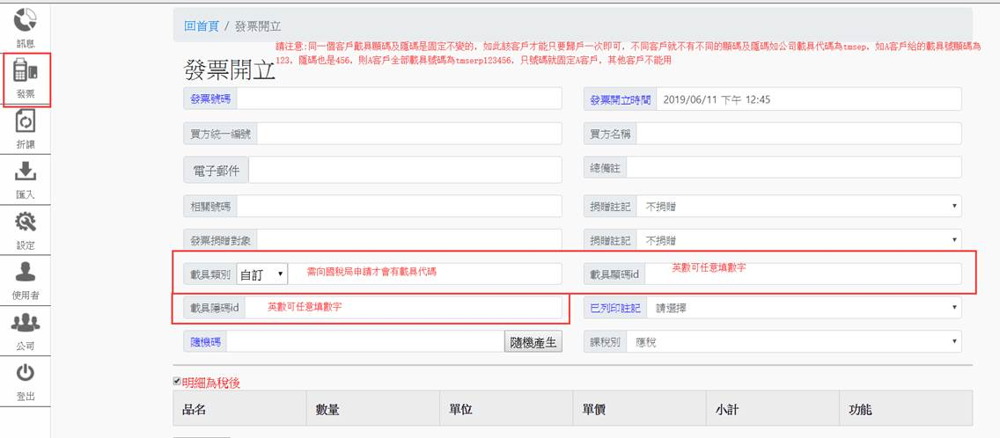 訊息
發票
折讓
匯入
設定
使用者
公司
登出
回首頁 / 發票開立
請注意:同一個客戶載具顯碼及隱碼是固定不變的，如此該客戶才能只要歸戶一次即可，不同客戶就不有不同的顯碼及隱碼如公司載具代碼為tmsep，如A客戶給的載具號顯碼為
123，隱碼也是456，則A客戶全部載具號碼為tmserp123456，只號碼就固定A客戶，其他客戶不能用
發票開立
發票號碼
發票開立時間 2019/06/11 下午 12:45
買方統一編號
買方名稱
電子郵件
總備註
相關號碼
捐贈註記 不捐贈
發票捐贈對象
捐贈註記 不捐贈
載具類別 自訂 需向國稅局申請才會有載具代碼
載具顯碼id 英數可任意填數字
載具隱碼id 英數可任意填數字
已列印註記 請選擇
隨機碼 隨機產生
課稅別 應稅
明細為稅後
品名 數量 單位 單價 小計 功能